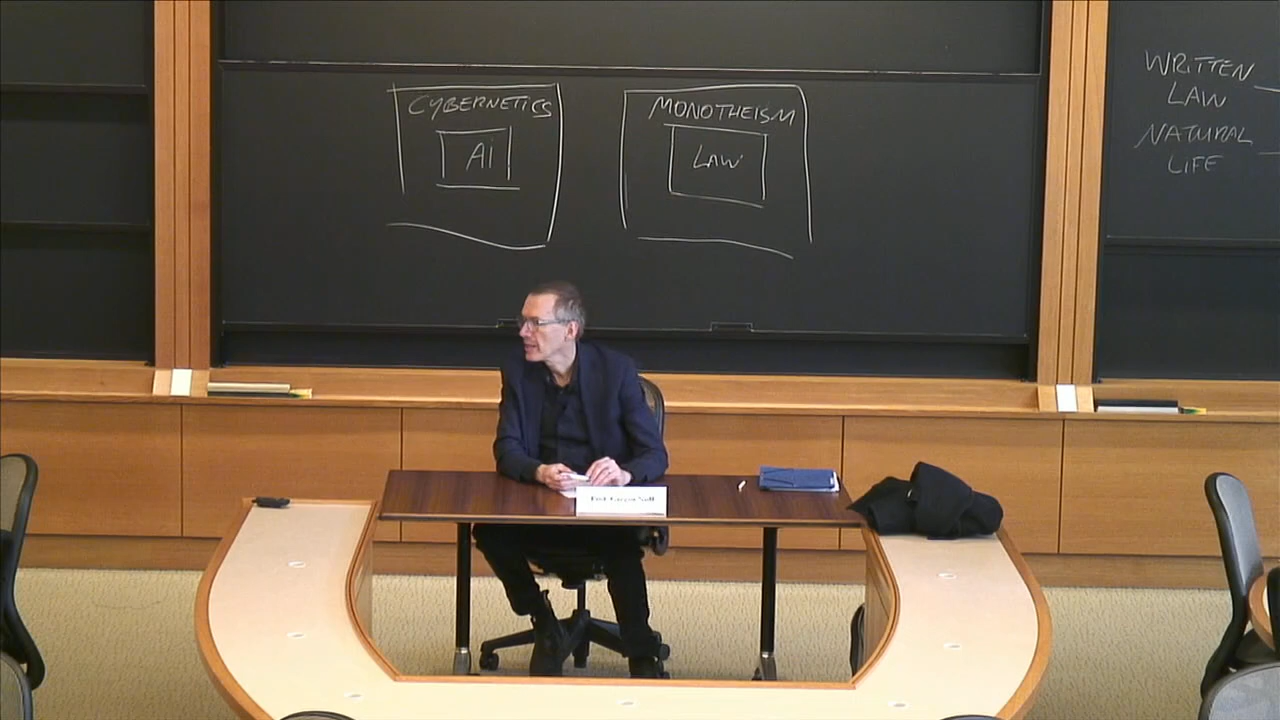 CYBERNETICS
AI
MONOTHEISM
LAW
WRITTEN
LAW
NATURAL
LIFE